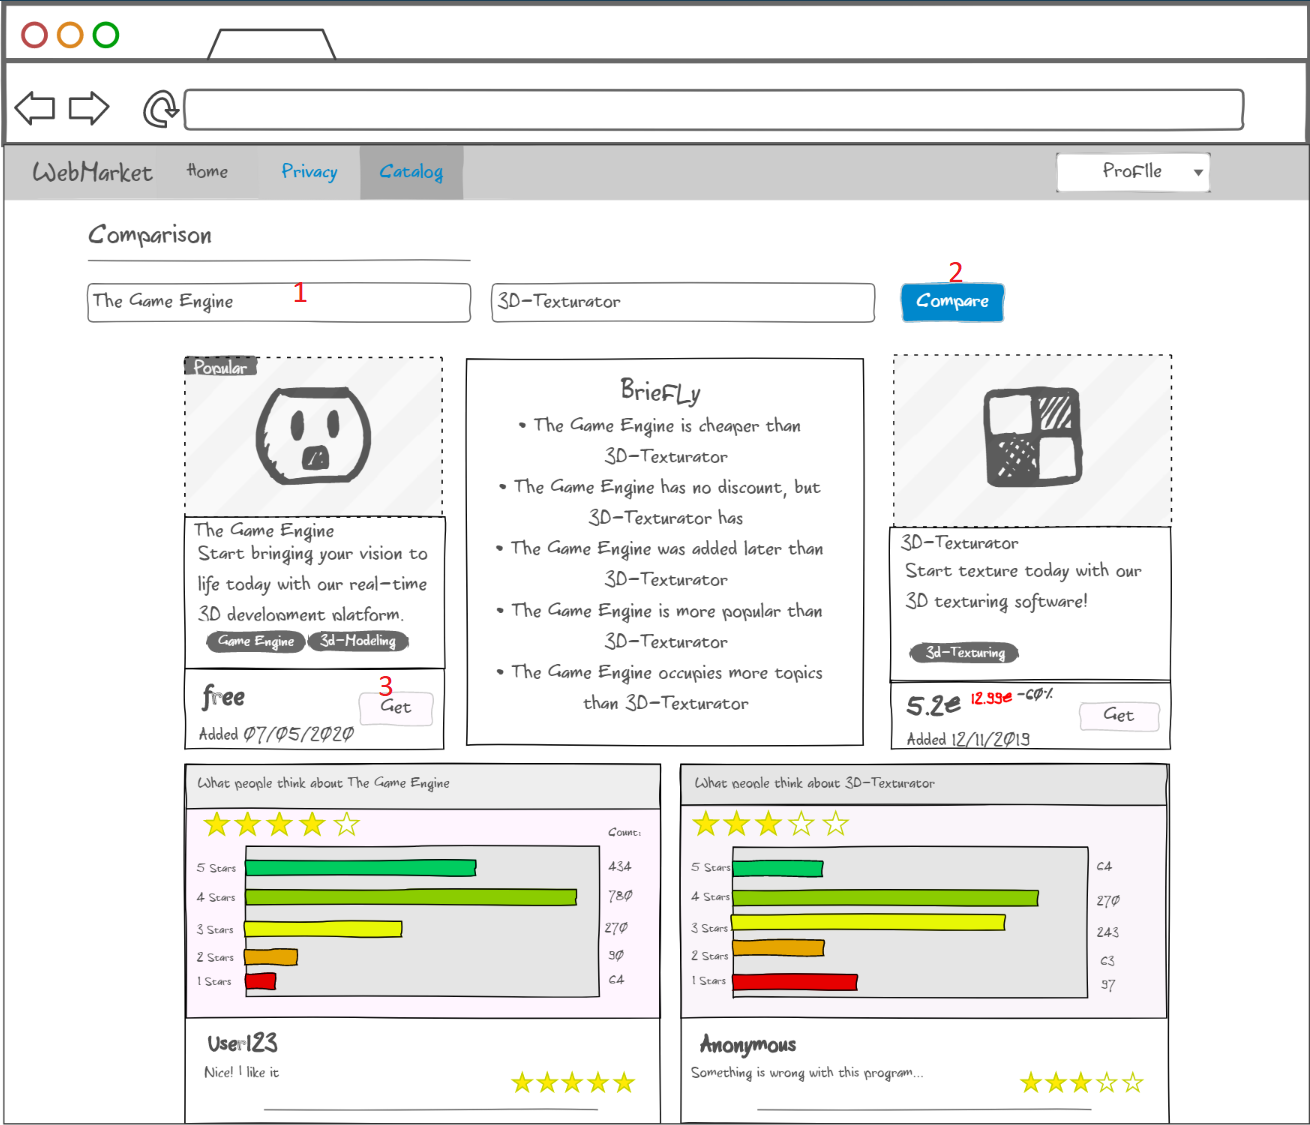 WebMarket Home Privacy Catalog ProFIle
Comparison
1
2
The Game Engine
3D-Texturator
Compare
Popular
The Game Engine
Start bringing your vision to
life today with our real-time
3D development platform.
Game Engine 3d-Modeling
free
3
Get
Added 07/05/2020
BrieFLy
• The Game Engine is cheaper than
3D-Texturator
• The Game Engine has no discount, but
3D-Texturator has
• The Game Engine was added later than
3D-Texturator
• The Game Engine is more popular than
3D-Texturator
• The Game Engine occupies more topics
than 3D-Texturator
3D-Texturator
Start texture today with our
3D texturing software!
3d-Texturing
5.2€ 12.99€ -60%
Get
Added 12/11/2019
What people think about The Game Engine
Count:
5 Stars 434
4 Stars 780
3 Stars 270
2 Stars 90
1 Stars 64
User123
Nice! I like it
What people think about 3D-Texturator
5 Stars 64
4 Stars 270
3 Stars 243
2 Stars 63
1 Stars 97
Anonymous
Something is wrong with this program...